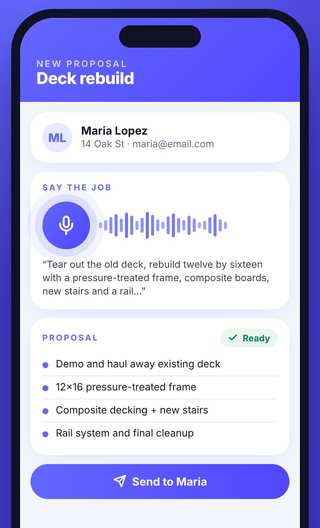 NEW PROPOSAL
Deck rebuild
ML
Maria Lopez
14 Oak St · maria@email.com
SAY THE JOB
“Tear out the old deck, rebuild twelve by sixteen
with a pressure-treated frame, composite boards,
new stairs and a rail…”
PROPOSAL
Ready
Demo and haul away existing deck
12×16 pressure-treated frame
Composite decking + new stairs
Rail system and final cleanup
Send to Maria